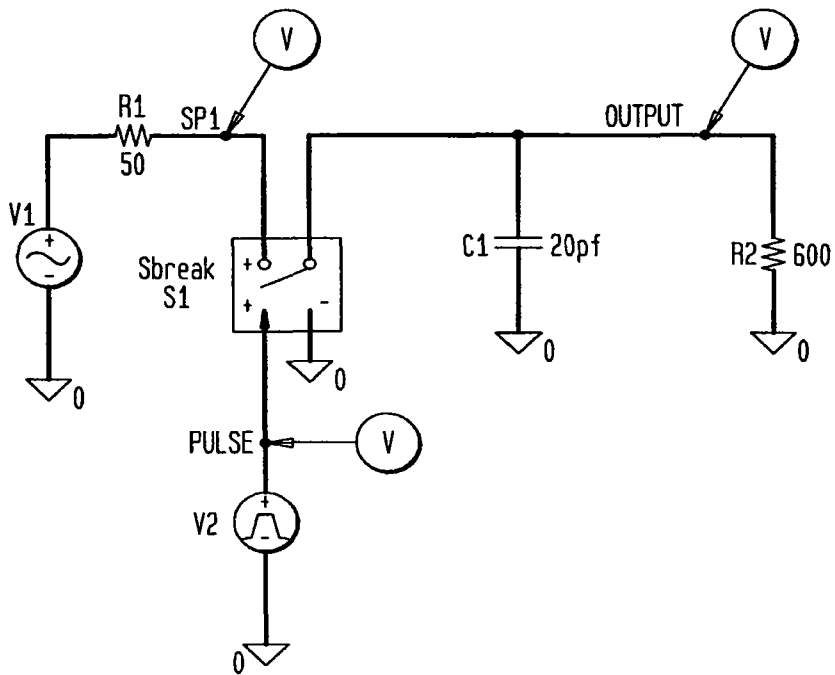 V
V
R1
SP1
OUTPUT
50
V1
+
-
Sbreak
S1
+
+
-
C1
20pf
R2
600
0
0
0
0
PULSE
V
V2
+
-
0